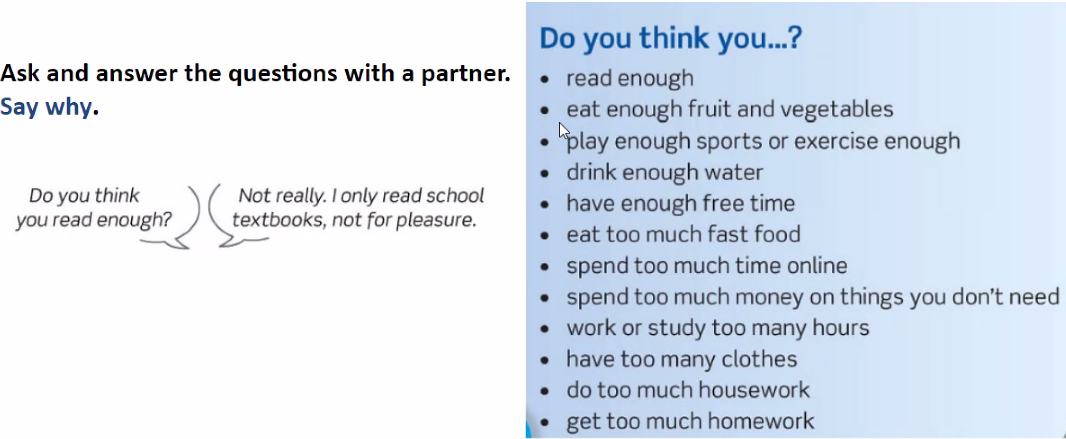 Ask and answer the questions with a partner.
Say why.
Do you think
you read enough?
Not really. I only read school
textbooks, not for pleasure.
Do you think you...?
• read enough
• eat enough fruit and vegetables
• play enough sports or exercise enough
• drink enough water
• have enough free time
• eat too much fast food
• spend too much time online
• spend too much money on things you don't need
• work or study too many hours
• have too many clothes
• do too much housework
• get too much homework